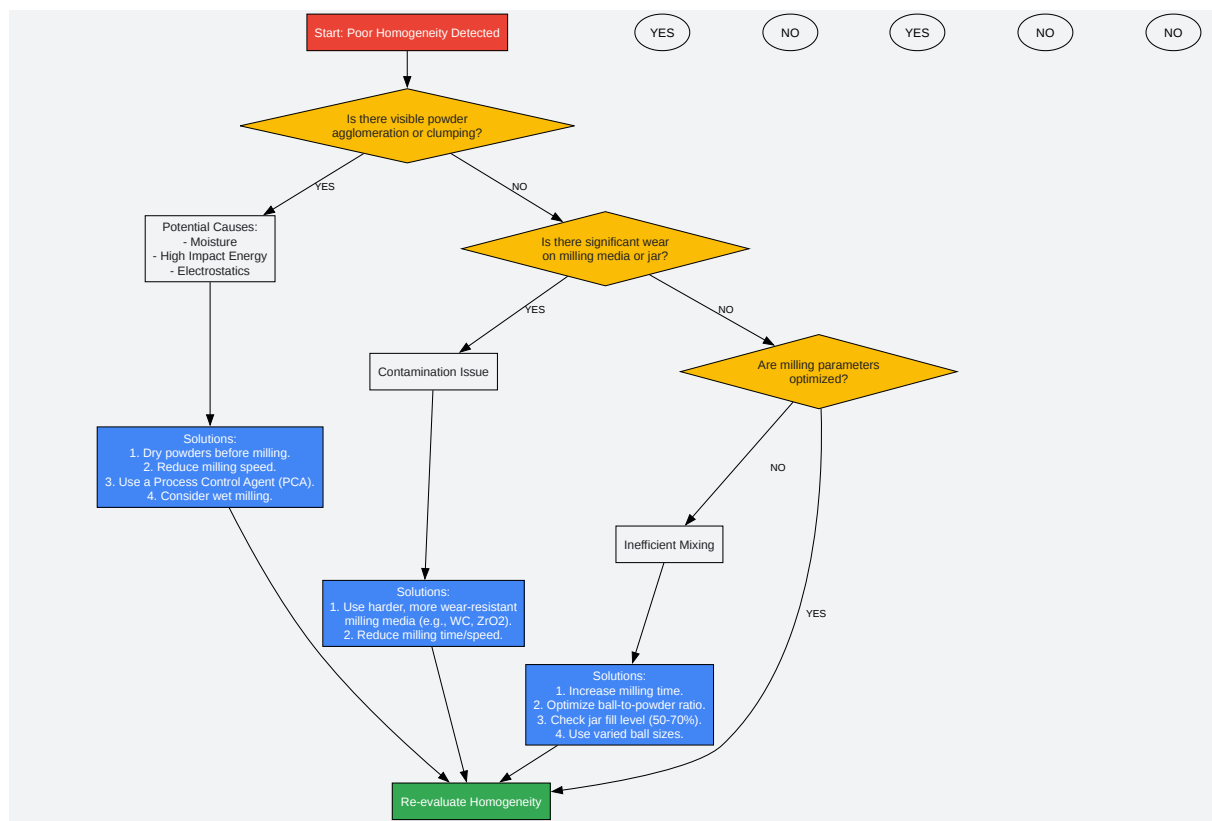 Start: Poor Homogeneity Detected
YES
NO
YES
NO
NO
Is there visible powder
agglomeration or clumping?
YES
NO
Potential Causes:
- Moisture
- High Impact Energy
- Electrostatics
Is there significant wear
on milling media or jar?
YES
NO
Contamination Issue
Are milling parameters
optimized?
Solutions:
1. Dry powders before milling.
2. Reduce milling speed.
3. Use a Process Control Agent (PCA).
4. Consider wet milling.
NO
Inefficient Mixing
Solutions:
1. Use harder, more wear-resistant
milling media (e.g., WC, ZrO2).
2. Reduce milling time/speed.
YES
Solutions:
1. Increase milling time.
2. Optimize ball-to-powder ratio.
3. Check jar fill level (50-70%).
4. Use varied ball sizes.
Re-evaluate Homogeneity